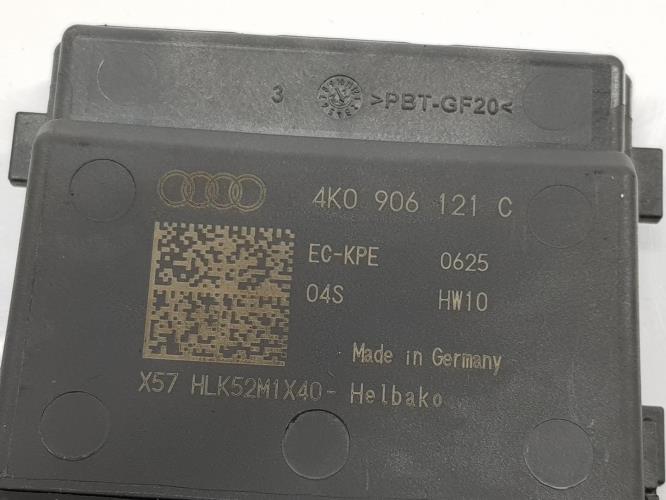 3 >PBT-GF20<
4K0 906 121 C
EC-KPE 0625
04S HW10
Made in Germany
X57 HLK52M1X40- Helbako